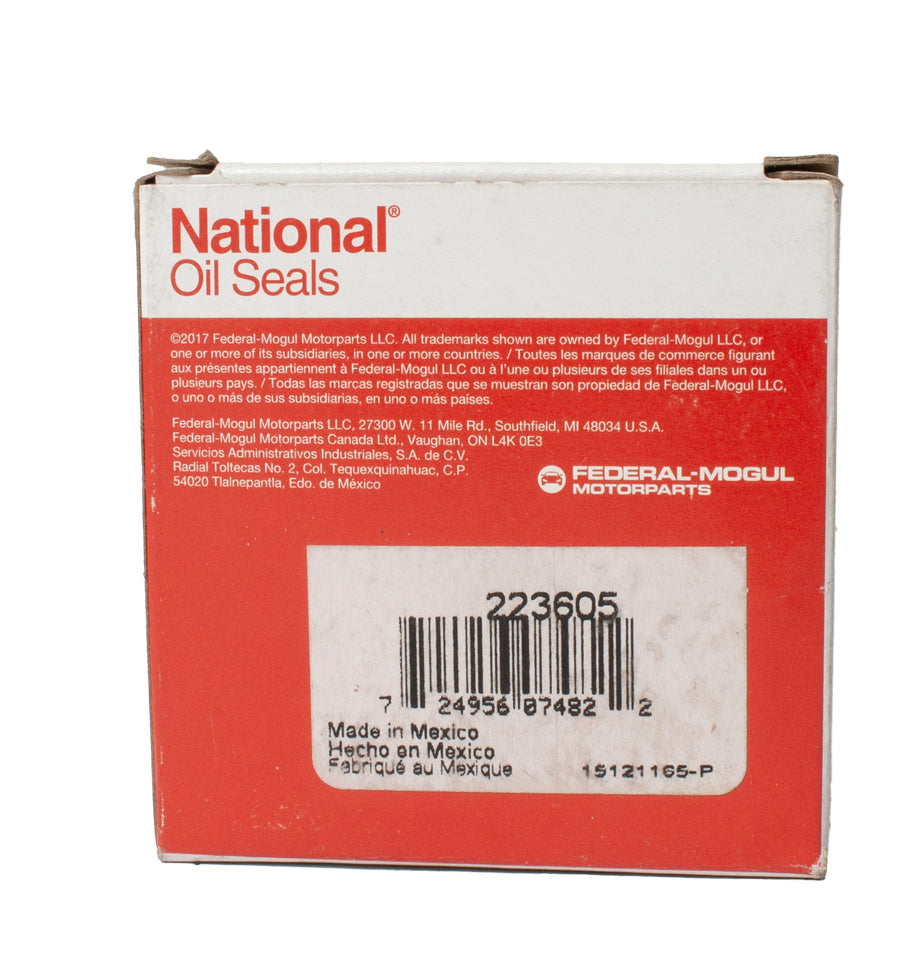 National®
Oil Seals
©2017 Federal-Mogul Motorparts LLC. All trademarks shown are owned by Federal-Mogul LLC, or
one or more of its subsidiaries, in one or more countries. / Toutes les marques de commerce figurant
aux présentes appartiennent à Federal-Mogul LLC ou à l'une ou plusieurs de ses filiales dans un ou
plusieurs pays. / Todas las marcas registradas que se muestran son propiedad de Federal-Mogul LLC,
o uno o más de sus subsidiarias, en uno o más países.
Federal-Mogul Motorparts LLC, 27300 W. 11 Mile Rd., Southfield, MI 48034 U.S.A.
Federal-Mogul Motorparts Canada Ltd., Vaughan, ON L4K 0E3
Servicios Administrativos Industriales, S.A. de C.V.
Radial Toltecas No. 2, Col. Tequexquinahuac, C.P.
54020 Tlalnepantla, Edo. de México
FEDERAL-MOGUL
MOTORPARTS
223605
7 24956 07482 2
Made in Mexico
Hecho en Mexico
Fabriqué au Mexique
15121165-P